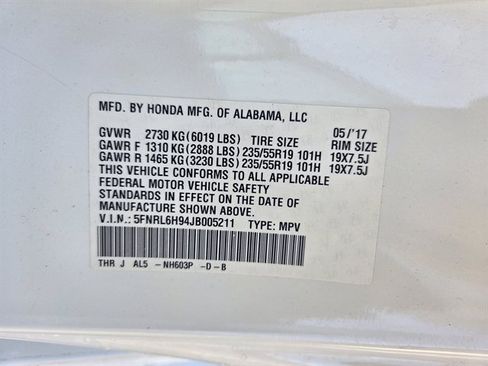 MFD. BY HONDA MFG. OF ALABAMA, LLC
GVWR 2730 KG (6019 LBS) TIRE SIZE 05/'17 RIM SIZE
GAWR F 1310 KG (2888 LBS) 235/55R19 101H 19X7.5J
GAWR R 1465 KG (3230 LBS) 235/55R19 101H 19X7.5J
THIS VEHICLE CONFORMS TO ALL APPLICABLE
FEDERAL MOTOR VEHICLE SAFETY
STANDARDS IN EFFECT ON THE DATE OF
MANUFACTURE SHOWN ABOVE.
V.I.N.: 5FNRL6H94JB005211 TYPE: MPV
THR J AL5 - NH603P -D-B